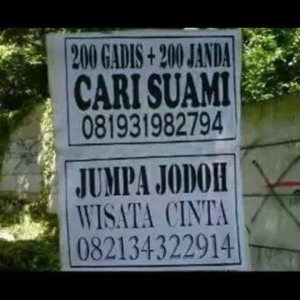 200 GADIS + 200 JANDA
CARI SUAMI
081931982794
JUMPA JODOH
WISATA CINTA
082134322914